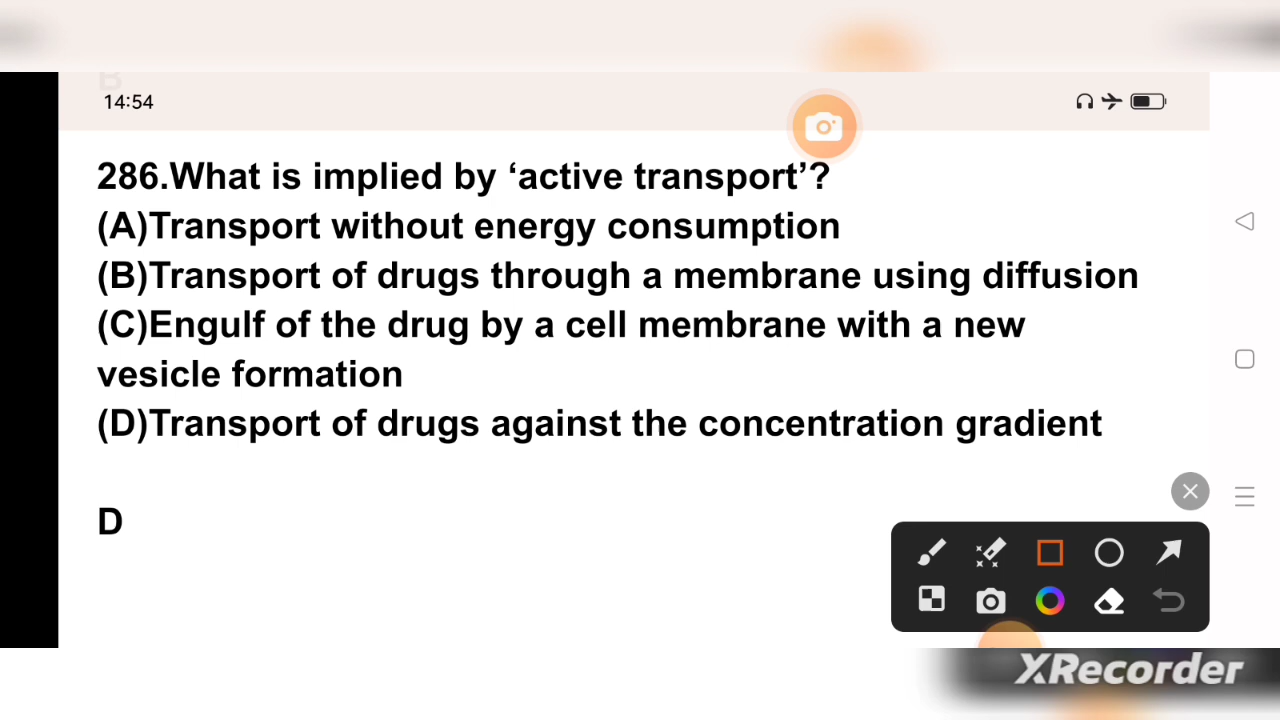 B
14:54
286.What is implied by ‘active transport’?
(A)Transport without energy consumption
(B)Transport of drugs through a membrane using diffusion
(C)Engulf of the drug by a cell membrane with a new
vesicle formation
(D)Transport of drugs against the concentration gradient
D
XRecorder